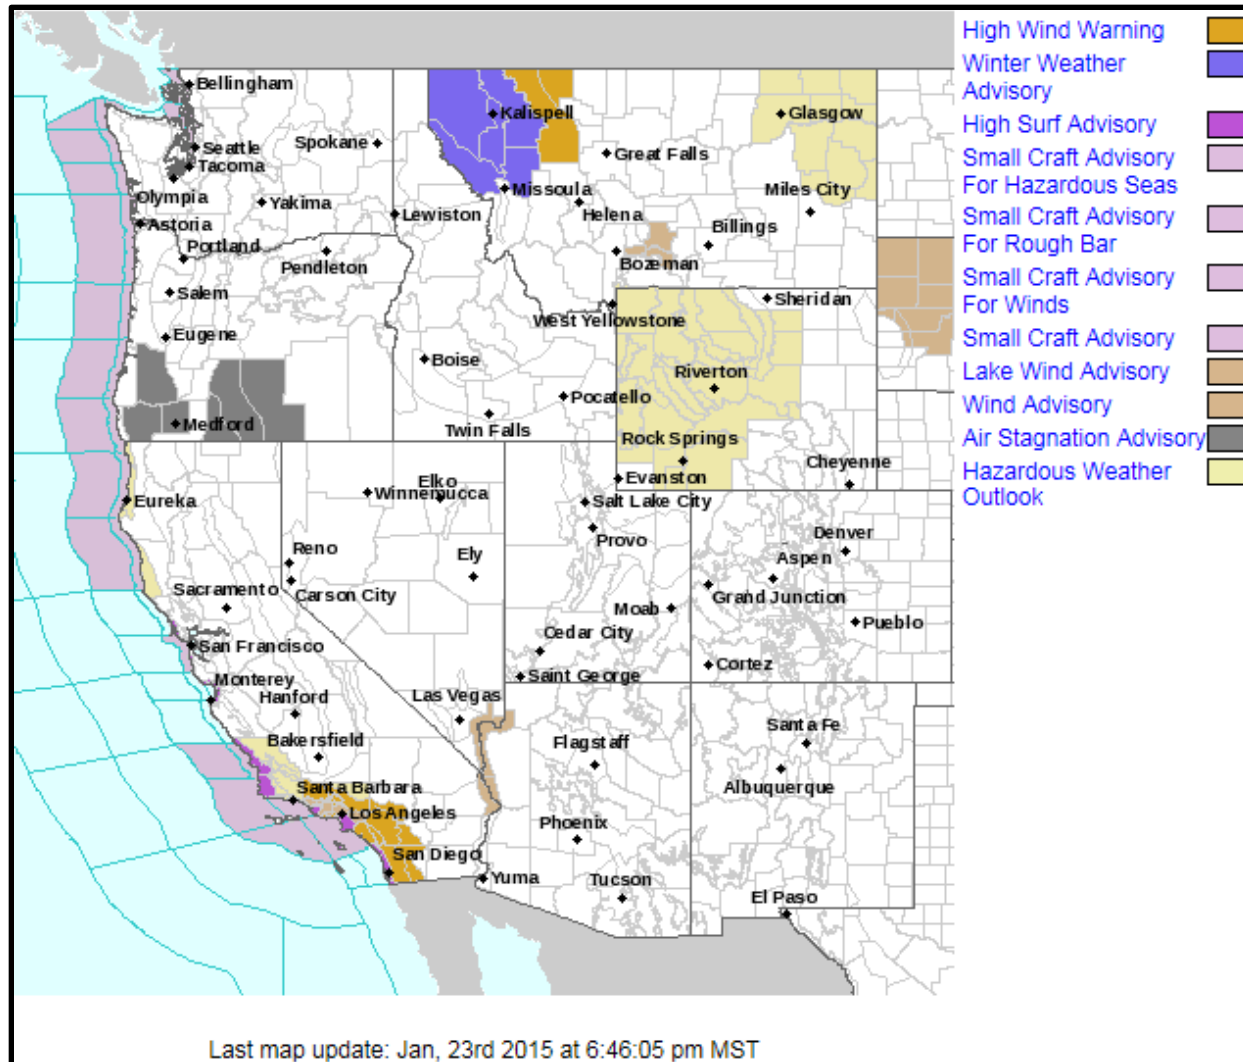 High Wind Warning
Winter Weather
Advisory
High Surf Advisory
Small Craft Advisory
For Hazardous Seas
Small Craft Advisory
For Rough Bar
Small Craft Advisory
For Winds
Small Craft Advisory
Lake Wind Advisory
Wind Advisory
Air Stagnation Advisory
Hazardous Weather
Outlook
Bellingham
Kalispell
Glasgow
Seattle
Spokane
Great Falls
Tacoma
Olympia
Missoula
Miles City
Yakima
Lewiston
Helena
Astoria
Billings
Portland
Pendleton
Bozeman
Salem
Sheridan
West Yellowstone
Eugene
Boise
Riverton
Pocatello
Medford
Twin Falls
Rock Springs
Cheyenne
Elko
Evanston
Winnemucca
Eureka
Salt Lake City
Denver
Provo
Reno
Ely
Aspen
Sacramento
Carson City
Grand Junction
Moab
Pueblo
Cedar City
San Francisco
Cortez
Saint George
Monterey
Hanford
Las Vegas
Santa Fe
Bakersfield
Flagstaff
Santa Barbara
Albuquerque
Los Angeles
Phoenix
San Diego
Yuma
Tucson
El Paso
Last map update: Jan, 23rd 2015 at 6:46:05 pm MST